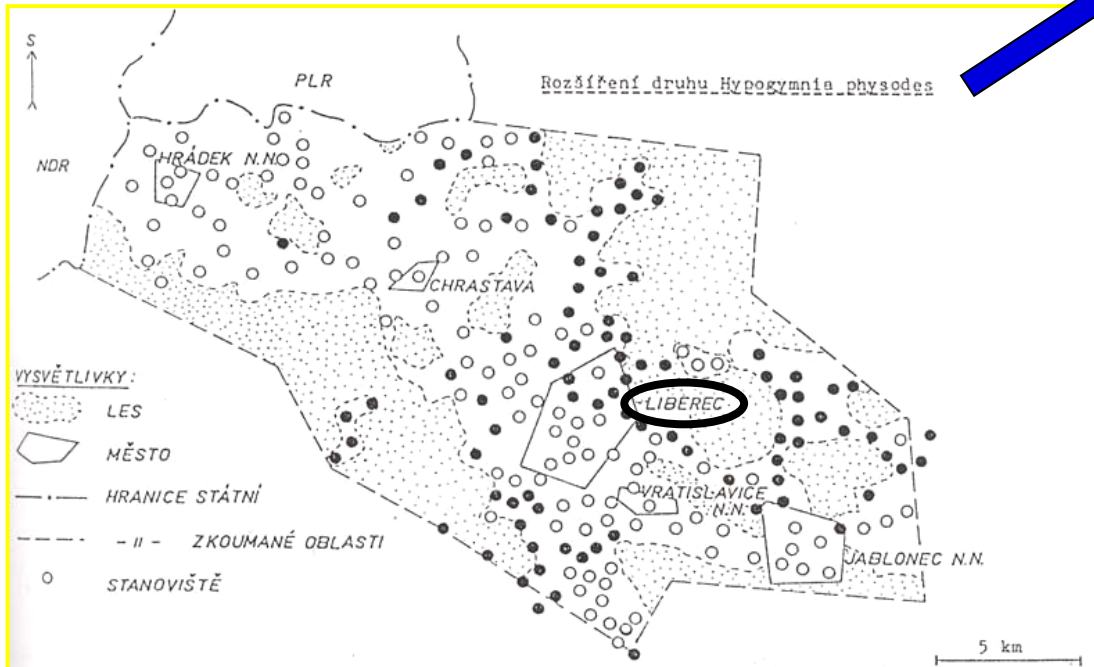 S
PLR
Rozšíření druhu Hypogymnia physodes
NDR
HRÁDEK N.N.
CHRASTAVA
VYSVĚTLIVKY:
LES
LIBEREC
MĚSTO
HRANICE STÁTNÍ
VRATISLAVICE
N.N.
- II - ZKOUMANÉ OBLASTI
JABLONEC N.N.
STANOVIŠTĚ
5 km